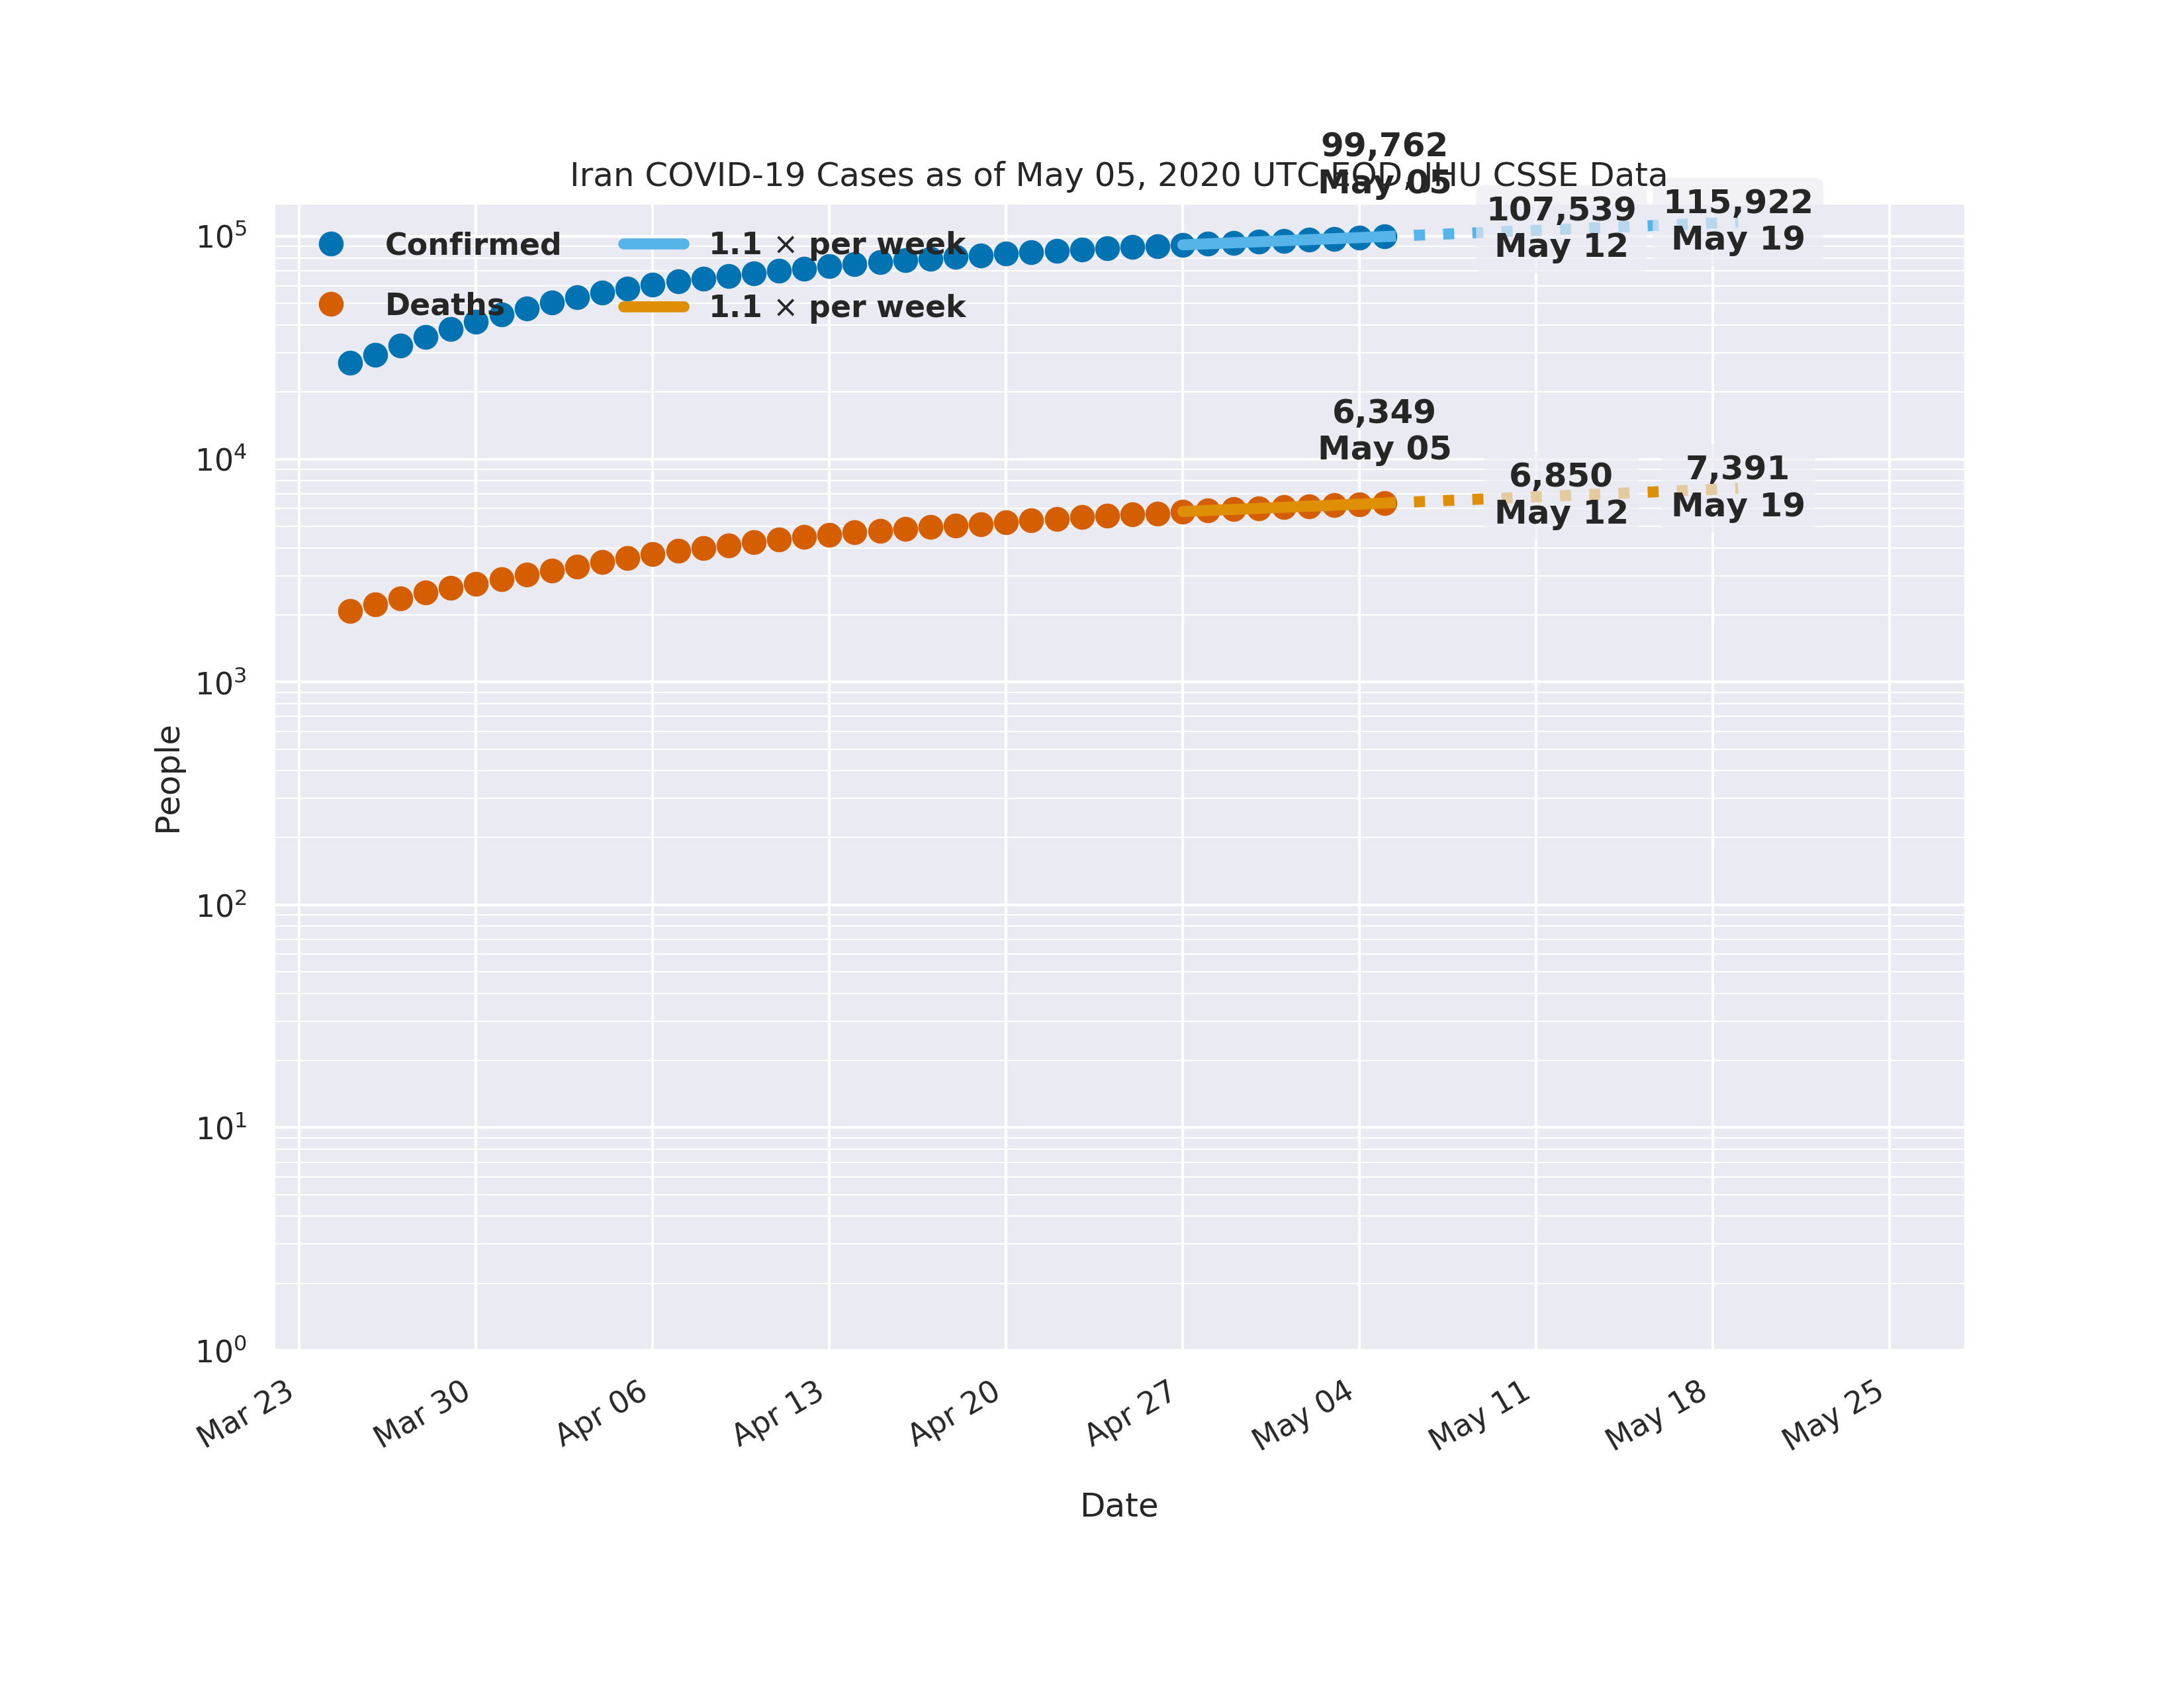 99,762
May 05
Iran COVID-19 Cases as of May 05, 2020 UTC EOD, JHU CSSE Data
107,539
May 12
115,922
May 19
Confirmed
1.1 × per week
Deaths
1.1 × per week
6,349
May 05
6,850
May 12
7,391
May 19
10⁵
10⁴
10³
10²
10¹
10⁰
People
Mar 23
Mar 30
Apr 06
Apr 13
Apr 20
Apr 27
May 04
May 11
May 18
May 25
Date